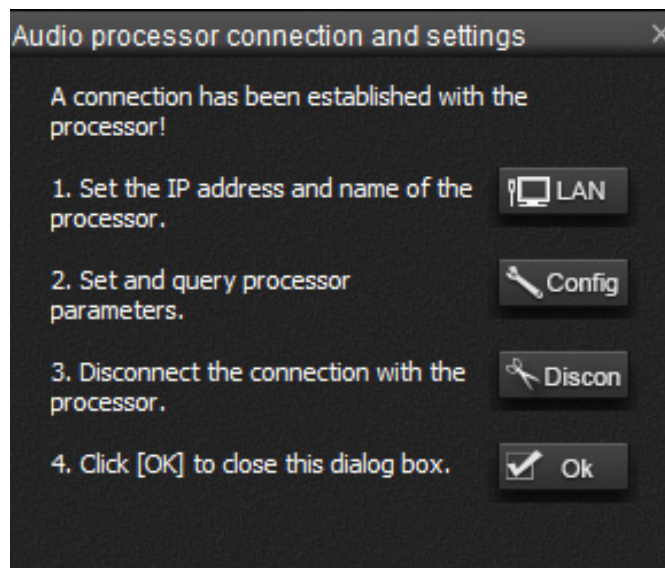 Audio processor connection and settings
A connection has been established with the
processor!
1. Set the IP address and name of the
processor.
LAN
2. Set and query processor
parameters.
Config
3. Disconnect the connection with the
processor.
Discon
4. Click [OK] to close this dialog box.
Ok